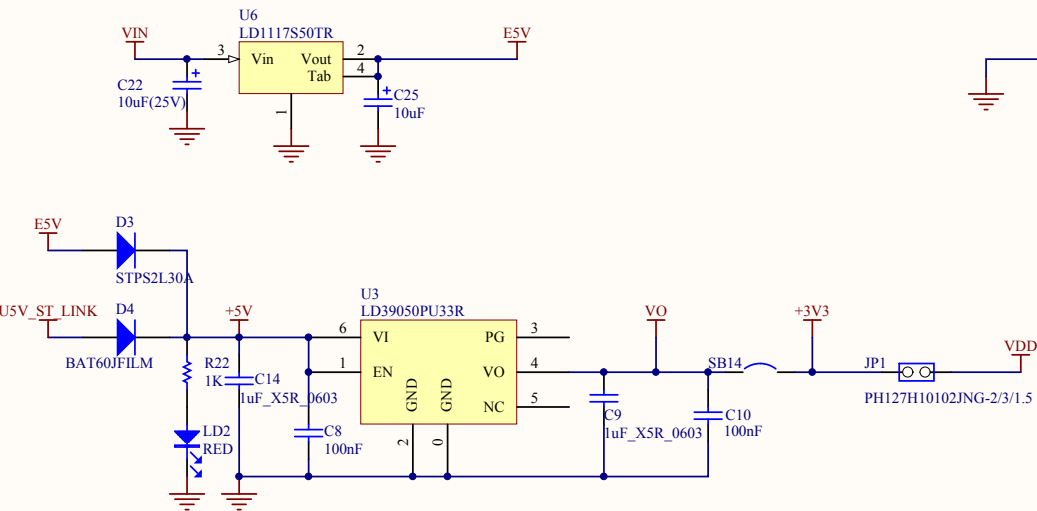 U6
LD1117S50TR
VIN
E5V
3
Vin
Vout
2
Tab
4
+
C22
10uF(25V)
1
+
C25
10uF
E5V
D3
STPS2L30A
U5V_ST_LINK
D4
BAT60JFILM
+5V
U3
LD39050PU33R
6
VI
PG
3
1
EN
VO
4
NC
5
GND
GND
2
0
R22
1K
C14
1uF_X5R_0603
LD2
RED
C8
100nF
VO
+3V3
VDD
SB14
JP1
PH127H10102JNG-2/3/1.5
C9
1uF_X5R_0603
C10
100nF